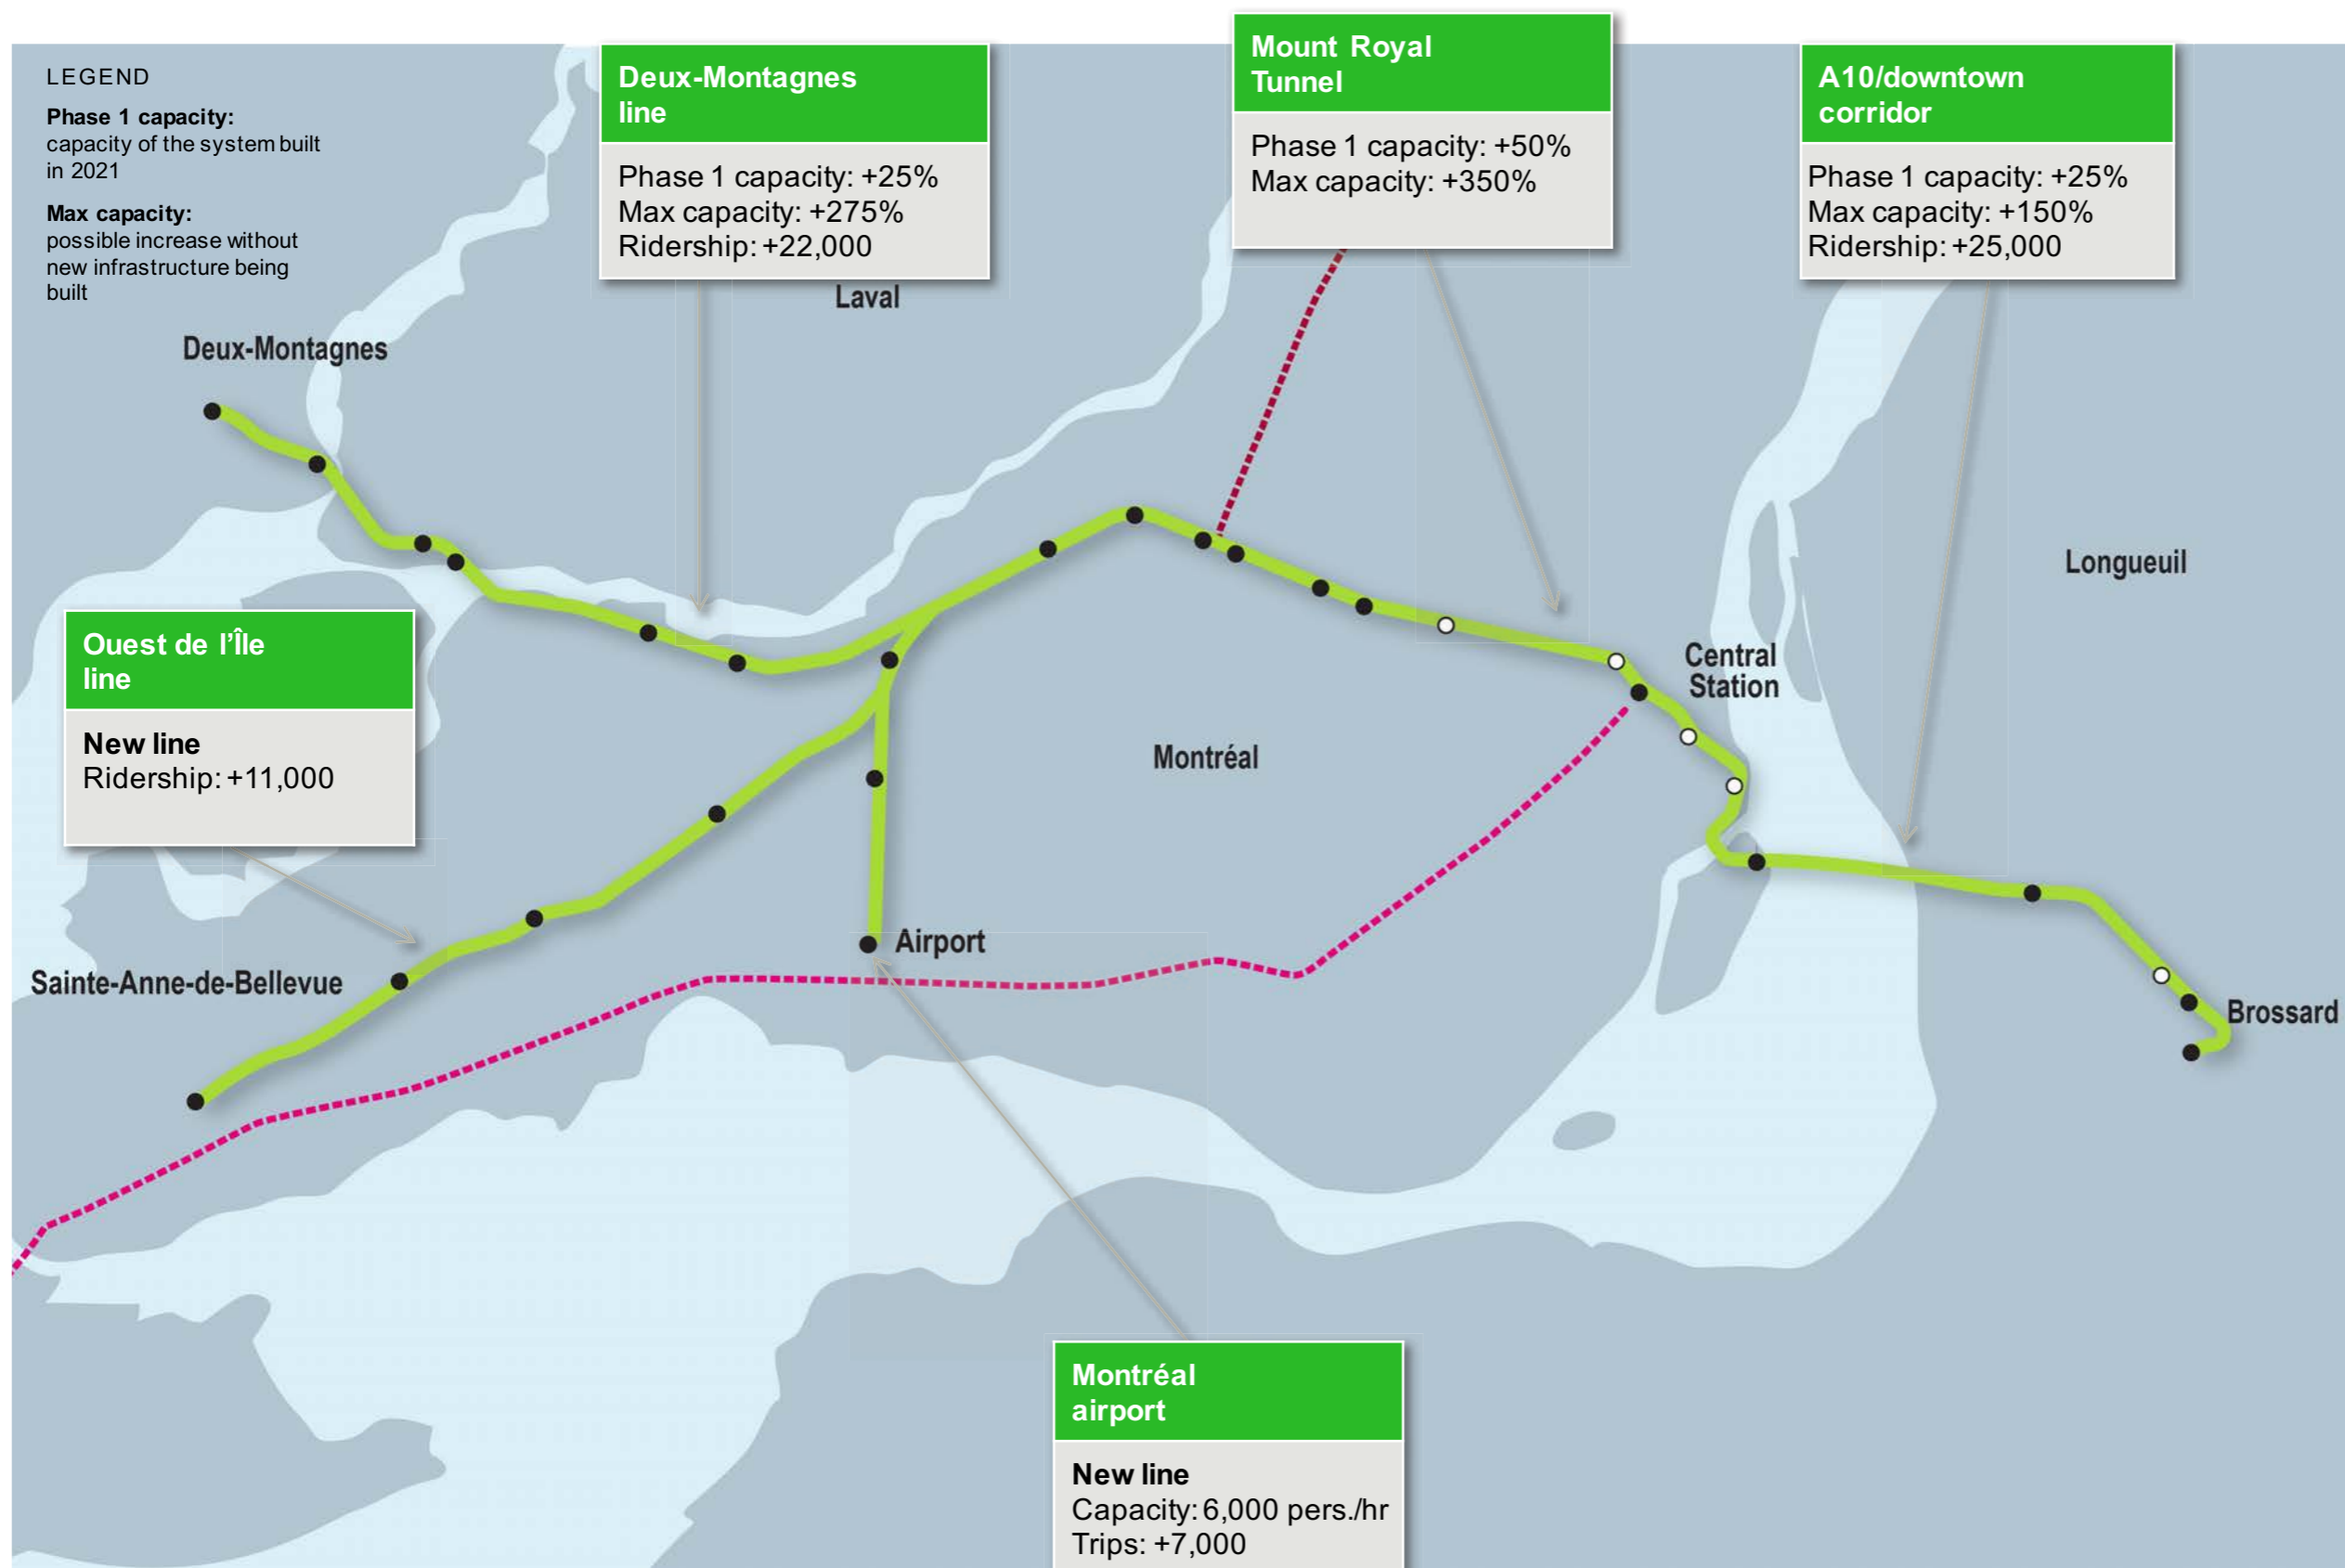 LEGEND
Phase 1 capacity:
capacity of the system built
in 2021
Max capacity:
possible increase without
new infrastructure being
built
Deux-Montagnes
line
Phase 1 capacity: +25%
Max capacity: +275%
Ridership: +22,000
Mount Royal
Tunnel
Phase 1 capacity: +50%
Max capacity: +350%
A10/downtown
corridor
Phase 1 capacity: +25%
Max capacity: +150%
Ridership: +25,000
Laval
Deux-Montagnes
Longueuil
Ouest de l’Île
line
New line
Ridership: +11,000
Central
Station
Montréal
Airport
Sainte-Anne-de-Bellevue
Brossard
Montréal
airport
New line
Capacity: 6,000 pers./hr
Trips: +7,000